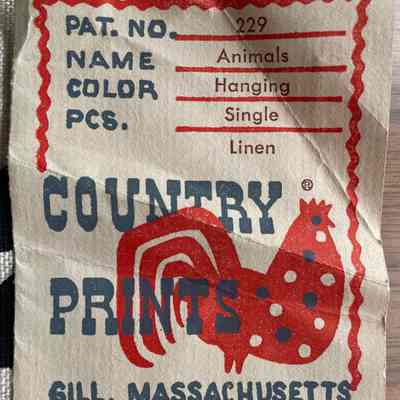 PAT. NO. 229
NAME Animals
COLOR Hanging
PCS. Single
Linen
COUNTRY ®
PRINTS
GILL, MASSACHUSETTS